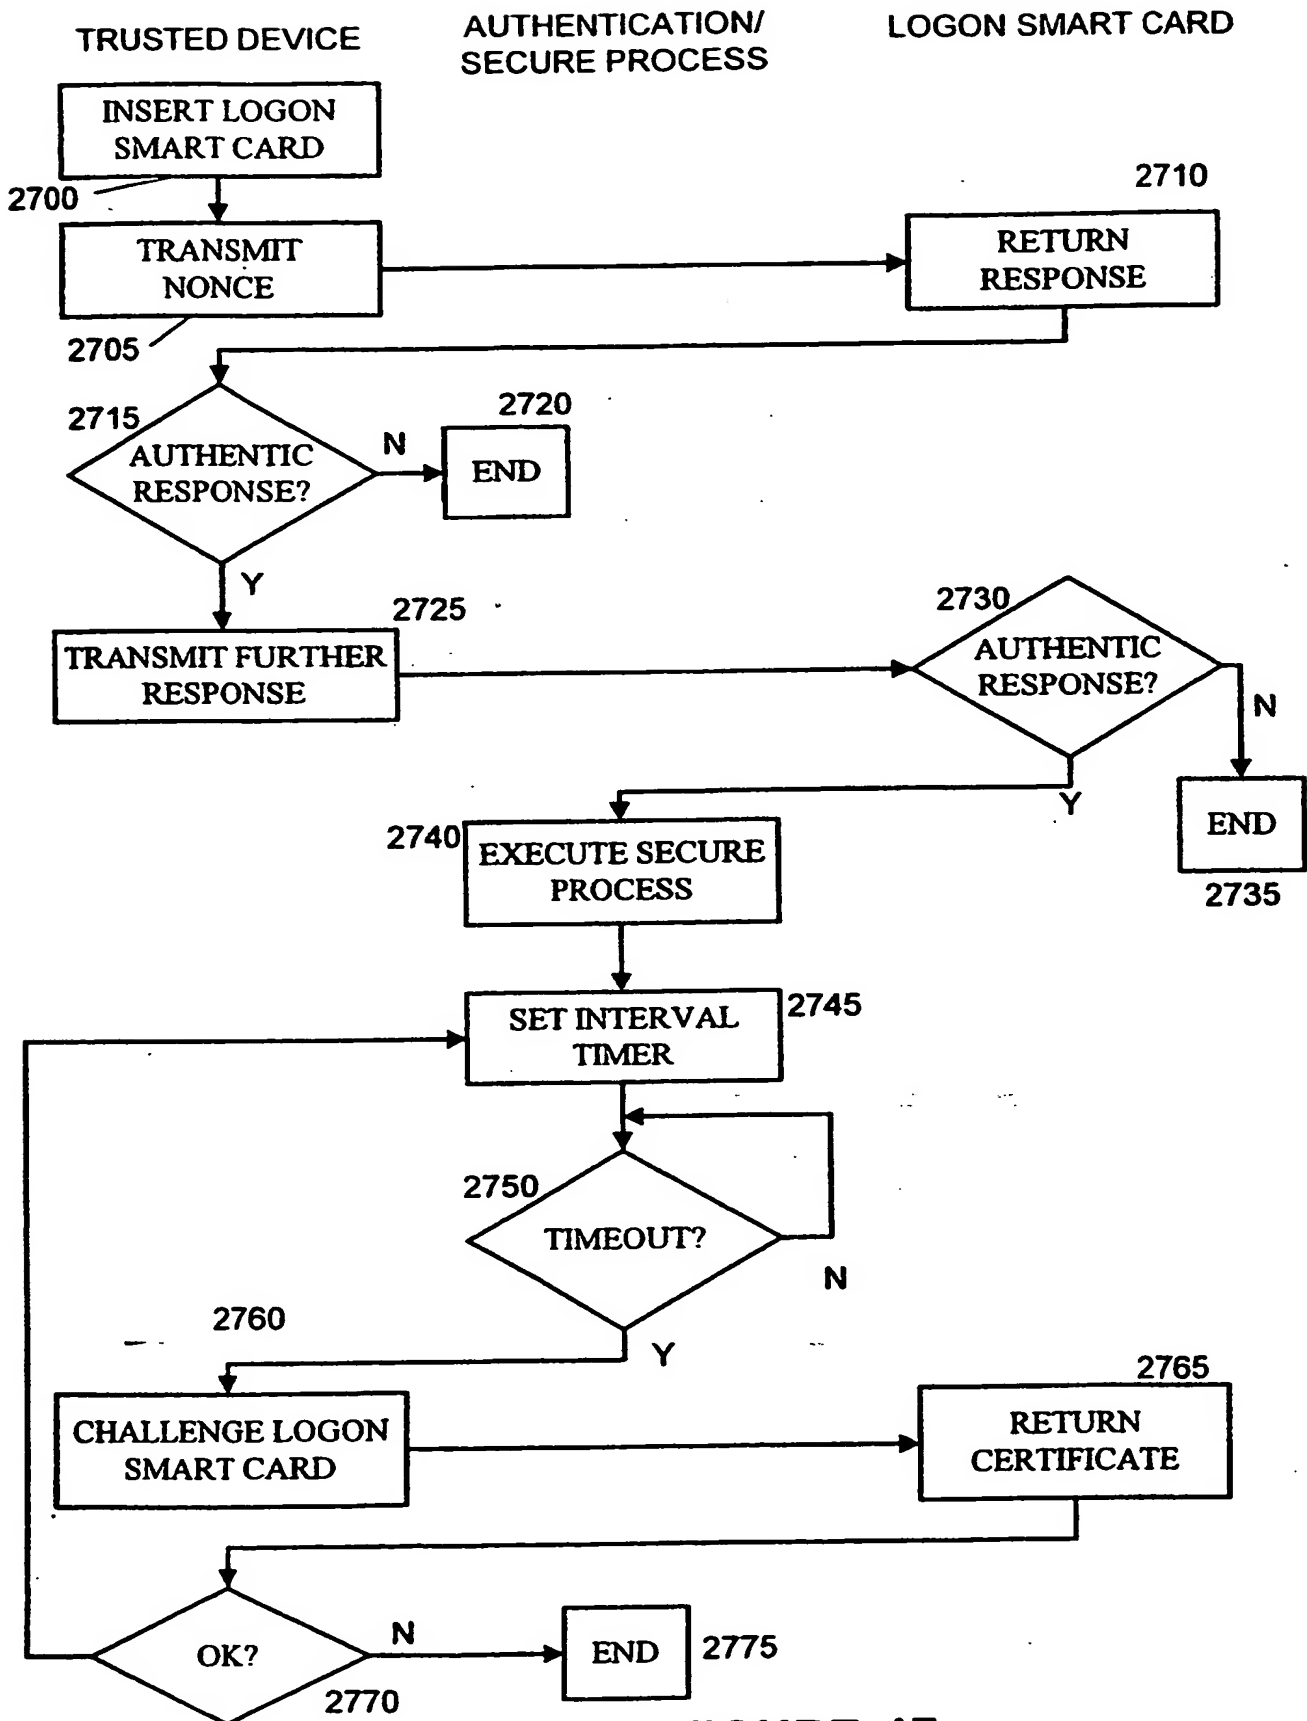 TRUSTED DEVICE
AUTHENTICATION/
SECURE PROCESS
LOGON SMART CARD
INSERT LOGON
SMART CARD
2700
2710
TRANSMIT
NONCE
RETURN
RESPONSE
2705
2715
AUTHENTIC
RESPONSE?
N
2720
END
Y
2725
TRANSMIT FURTHER
RESPONSE
2730
AUTHENTIC
RESPONSE?
N
Y
END
2735
2740
EXECUTE SECURE
PROCESS
SET INTERVAL
TIMER
2745
2750
TIMEOUT?
N
Y
2760
CHALLENGE LOGON
SMART CARD
2765
RETURN
CERTIFICATE
OK?
N
END
2775
2770